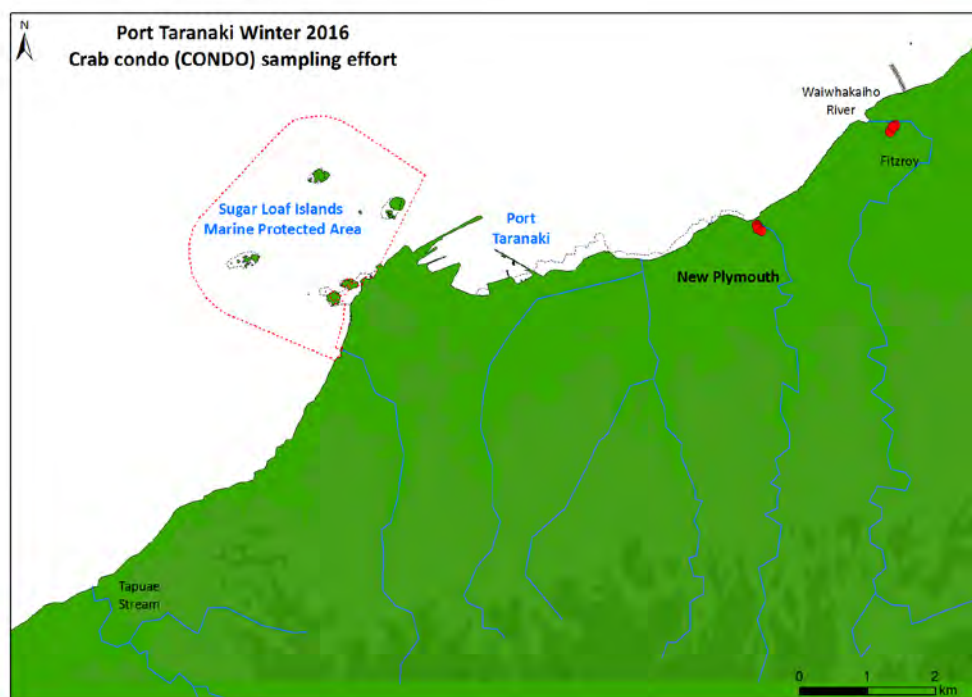 N
Port Taranaki Winter 2016
Crab condo (CONDO) sampling effort
Waiwhakaiho
River
Fitzroy
Sugar Loaf Islands
Marine Protected Area
Port
Taranaki
New Plymouth
Tapuae
Stream
0 1 2
km